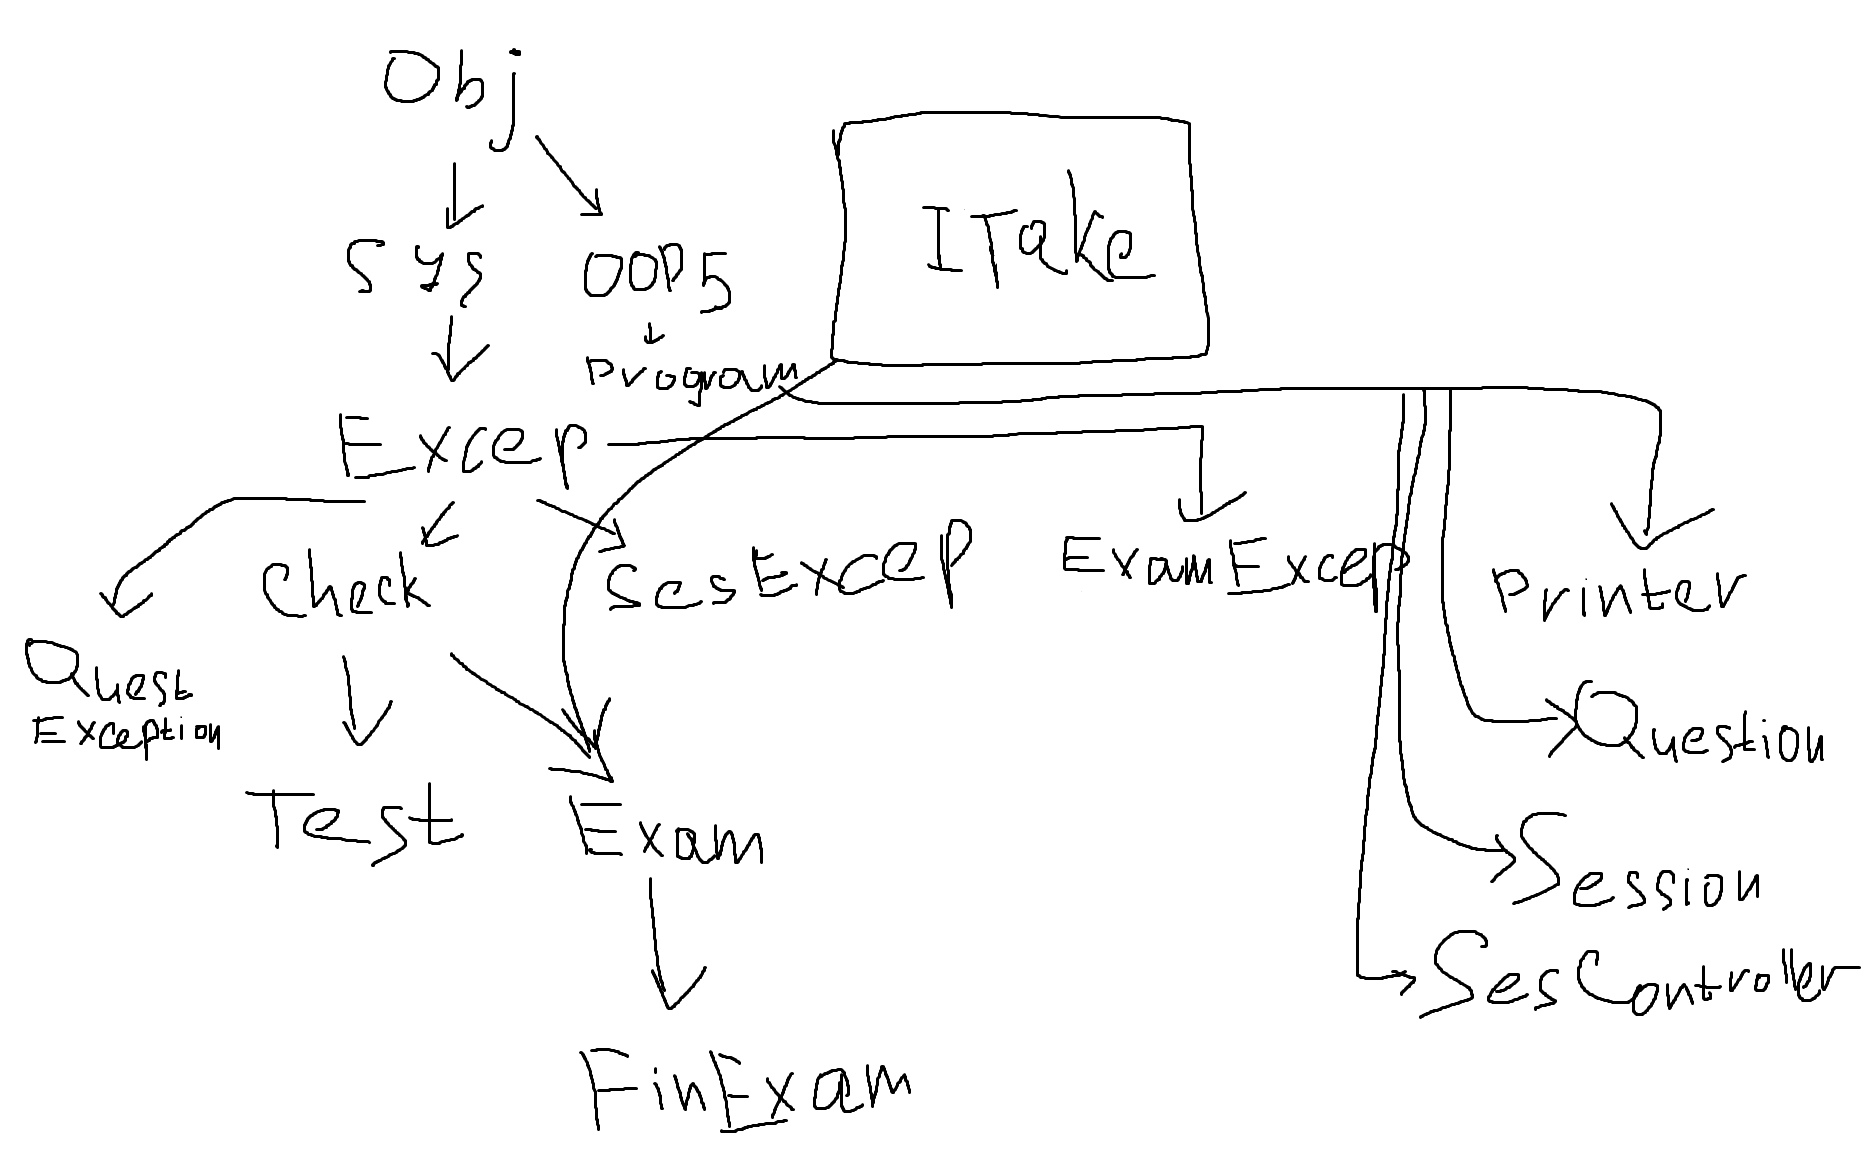 Obj
ITake
Sys
OOP5
Program
Excep
Check
SesExcep
ExamExcep
Printer
Quest
Exception
Question
Test
Exam
Session
SesController
FinExam